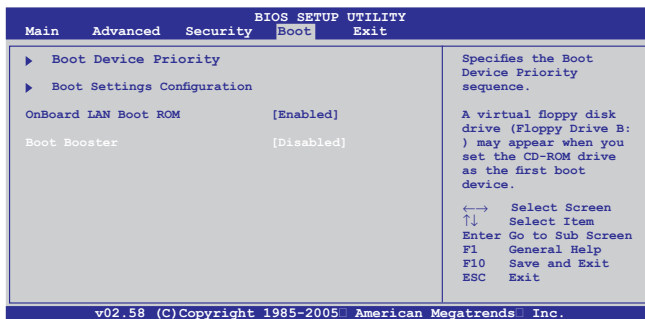 BIOS SETUP UTILITY
Main Advanced Security Boot Exit
Boot Device Priority
Boot Settings Configuration
OnBoard LAN Boot ROM [Enabled]
Boot Booster [Disabled]
Specifies the Boot
Device Priority
sequence.
A virtual floppy disk
drive (Floppy Drive B:
) may appear when you
set the CD-ROM drive
as the first boot
device.
←→ Select Screen
↑↓ Select Item
Enter Go to Sub Screen
F1 General Help
F10 Save and Exit
ESC Exit
v02.58 (C)Copyright 1985-2005□ American Megatrends□ Inc.